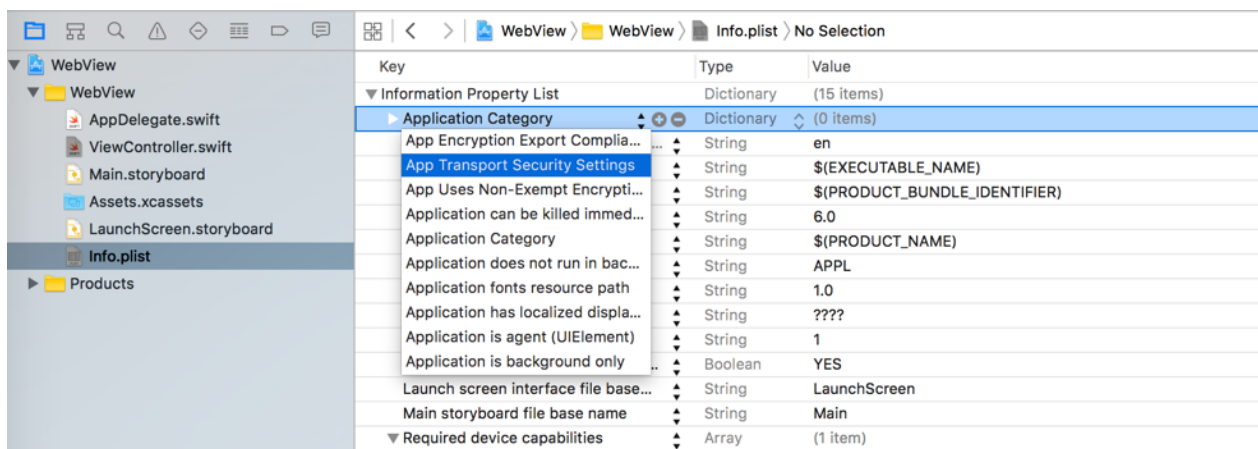 WebView WebView Info.plist No Selection
WebView
WebView
AppDelegate.swift
ViewController.swift
Main.storyboard
Assets.xcassets
LaunchScreen.storyboard
Info.plist
Products
Key Type Value
Information Property List Dictionary (15 items)
Application Category Dictionary (0 items)
App Encryption Export Complia... ... String en
App Transport Security Settings String $(EXECUTABLE_NAME)
App Uses Non-Exempt Encrypti... String $(PRODUCT_BUNDLE_IDENTIFIER)
Application can be killed immed... String 6.0
Application Category String $(PRODUCT_NAME)
Application does not run in bac... String APPL
Application fonts resource path String 1.0
Application has localized displa... String ????
Application is agent (UIElement) String 1
Application is background only .. Boolean YES
Launch screen interface file base... String LaunchScreen
Main storyboard file base name String Main
Required device capabilities Array (1 item)